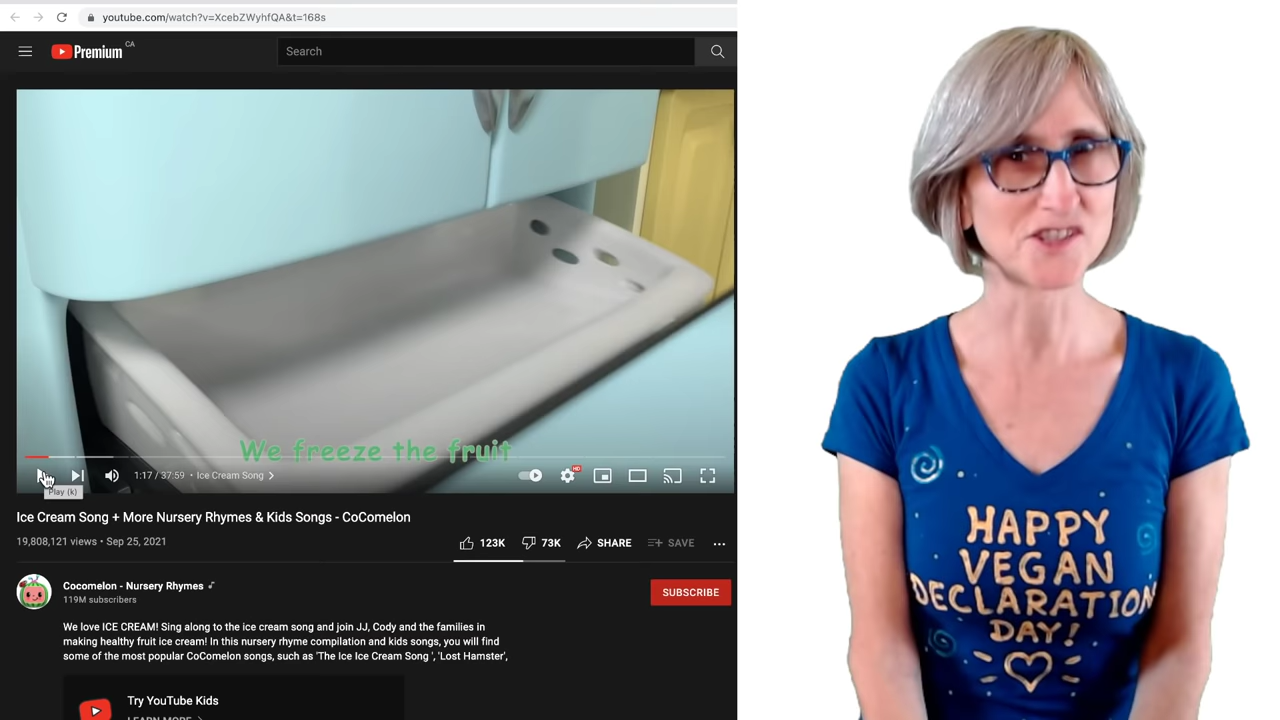 youtube.com/watch?v=XcebZWyhfQA&t=168s
Premium CA
Search
We freeze the fruit
1:17 / 37:59 • Ice Cream Song
HD
Play (k)
Ice Cream Song + More Nursery Rhymes & Kids Songs - CoComelon
19,808,121 views • Sep 25, 2021
123K 73K SHARE SAVE
Cocomelon - Nursery Rhymes
119M subscribers
SUBSCRIBE
We love ICE CREAM! Sing along to the ice cream song and join JJ, Cody and the families in
making healthy fruit ice cream! In this nursery rhyme compilation and kids songs, you will find
some of the most popular CoComelon songs, such as 'The Ice Ice Cream Song ', 'Lost Hamster',
Try YouTube Kids
LEARN MORE
HAPPY
VEGAN
DECLARATION
DAY!